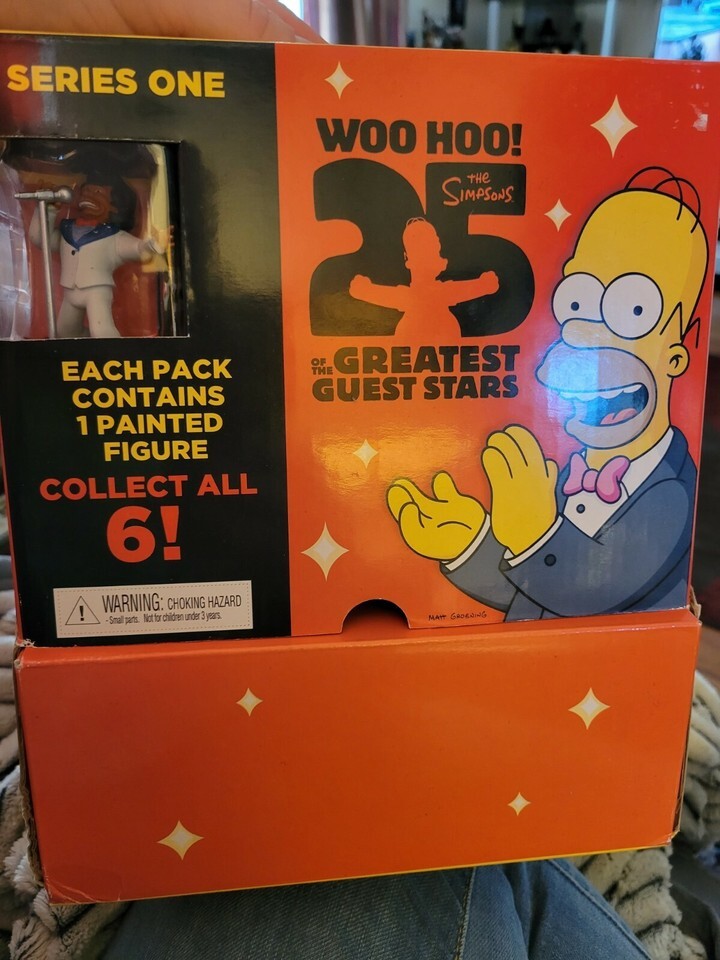 SERIES ONE
EACH PACK
CONTAINS
1 PAINTED
FIGURE
COLLECT ALL
6!
WARNING: CHOKING HAZARD
- Small parts. Not for children under 3 years.
WOO HOO!
25
THE
SIMPSONS
OF THE GREATEST
GUEST STARS
MATT GROENING